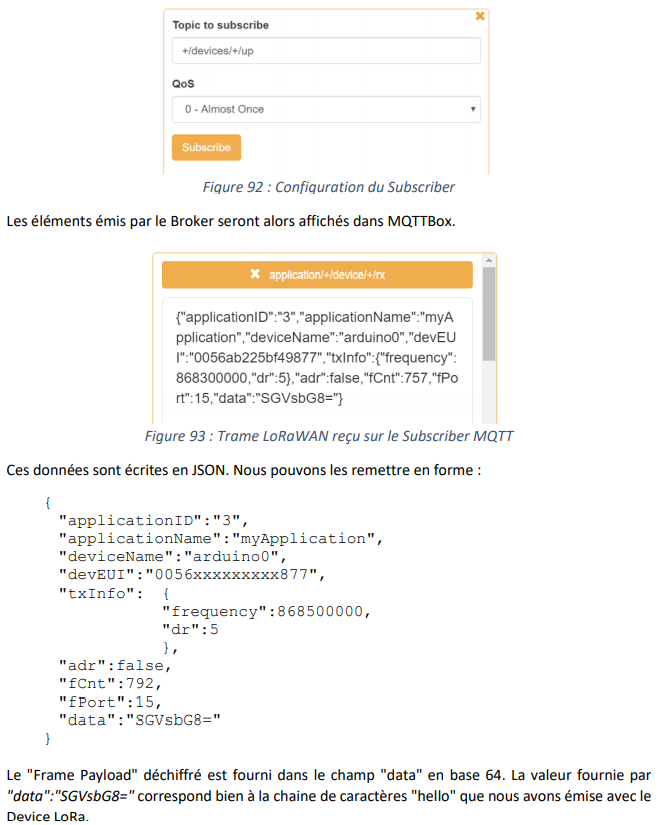 Topic to subscribe
+/devices/+/up
QoS
0 - Almost Once
Subscribe
Figure 92 : Configuration du Subscriber
Les éléments émis par le Broker seront alors affichés dans MQTTBox.
application/+/device/+/rx
{"applicationID":"3","applicationName":"myA
pplication","deviceName":"arduino0","devEU
I":"0056ab225bf49877","txInfo":{"frequency":
868300000,"dr":5},"adr":false,"fCnt":757,"fPo
rt":15,"data":"SGVsbG8="}
Figure 93 : Trame LoRaWAN reçu sur le Subscriber MQTT
Ces données sont écrites en JSON. Nous pouvons les remettre en forme :
{
"applicationID":"3",
"applicationName":"myApplication",
"deviceName":"arduino0",
"devEUI":"0056xxxxxxxxx877",
"txInfo": {
"frequency":868500000,
"dr":5
},
"adr":false,
"fCnt":792,
"fPort":15,
"data":"SGVsbG8="
}
Le "Frame Payload" déchiffré est fourni dans le champ "data" en base 64. La valeur fournie par
"data":"SGVsbG8=" correspond bien à la chaine de caractères "hello" que nous avons émise avec le
Device LoRa.